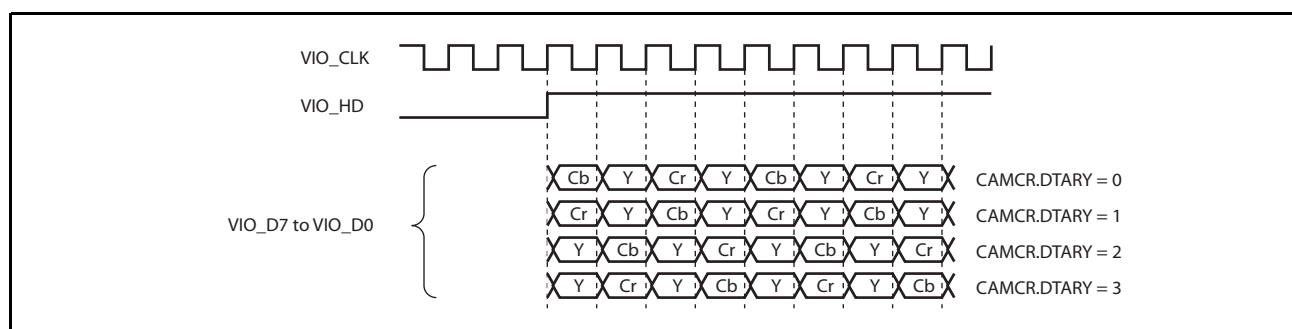 VIO_CLK
VIO_HD
VIO_D7 to VIO_D0
Cb Y Cr Y Cb Y Cr Y CAMCR.DTARY = 0
Cr Y Cb Y Cr Y Cb Y CAMCR.DTARY = 1
Y Cb Y Cr Y Cb Y Cr CAMCR.DTARY = 2
Y Cr Y Cb Y Cr Y Cb CAMCR.DTARY = 3